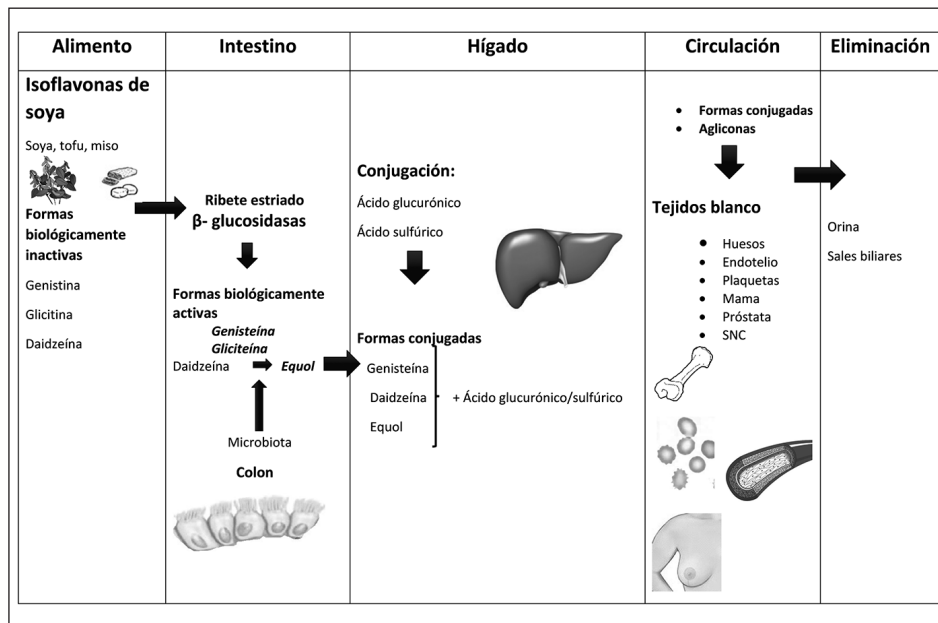 Alimento
Intestino
Hígado
Circulación
Eliminación
Isoflavonas de
soya
Soya, tofu, miso
Formas
biológicamente
inactivas
Genistina
Glicitina
Daidzeína
Ribete estriado
β- glucosidasas
Formas biológicamente
activas
Genisteína
Gliciteína
Daidzeína
Equol
Microbiota
Colon
Conjugación:
Ácido glucurónico
Ácido sulfúrico
Formas conjugadas
Genisteína
Daidzeína
Equol
+ Ácido glucurónico/sulfúrico
• Formas conjugadas
• Agliconas
Tejidos blanco
• Huesos
• Endotelio
• Plaquetas
• Mama
• Próstata
• SNC
Orina
Sales biliares